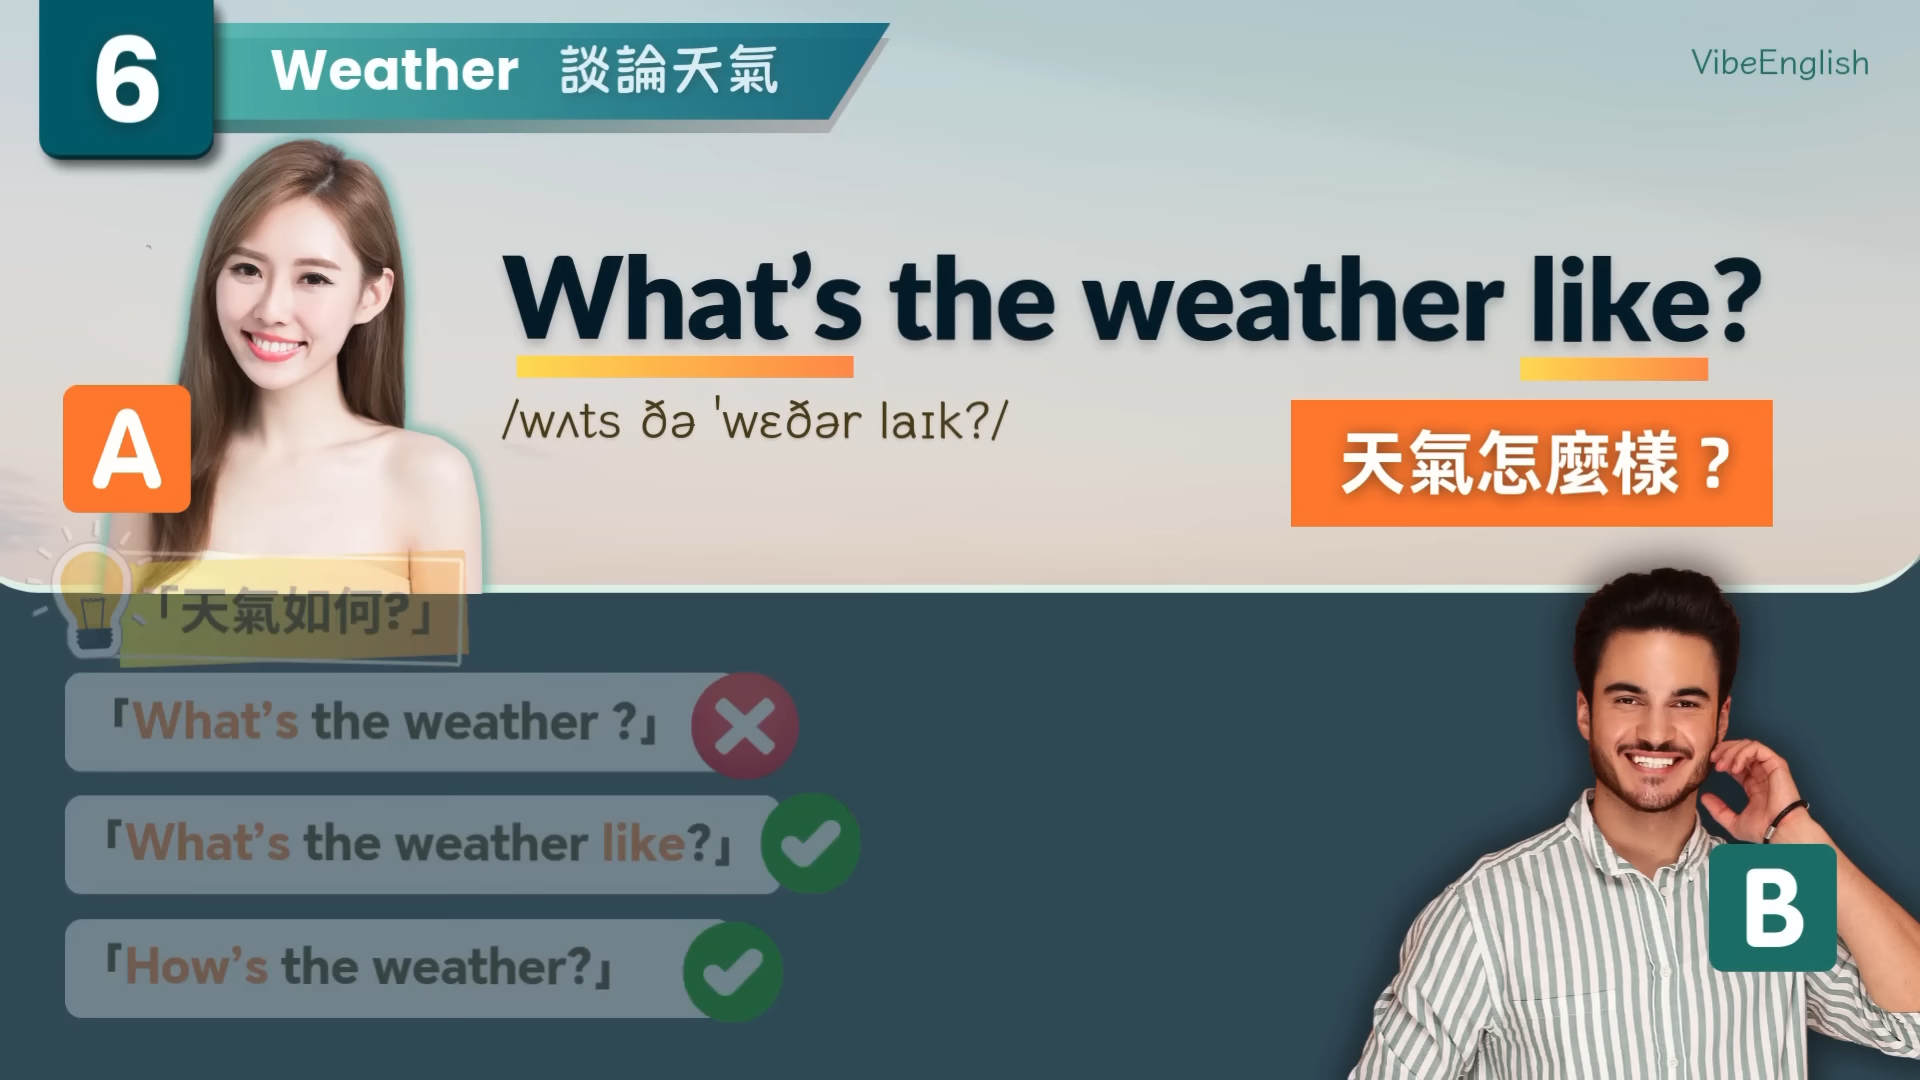 6
Weather 談論天氣
VibeEnglish
What's the weather like?
/wʌts ðə ˈwɛðər laɪk?/
天氣怎麼樣？
A
「天氣如何?」
「What's the weather ?」
「What's the weather like?」
「How's the weather?」
B